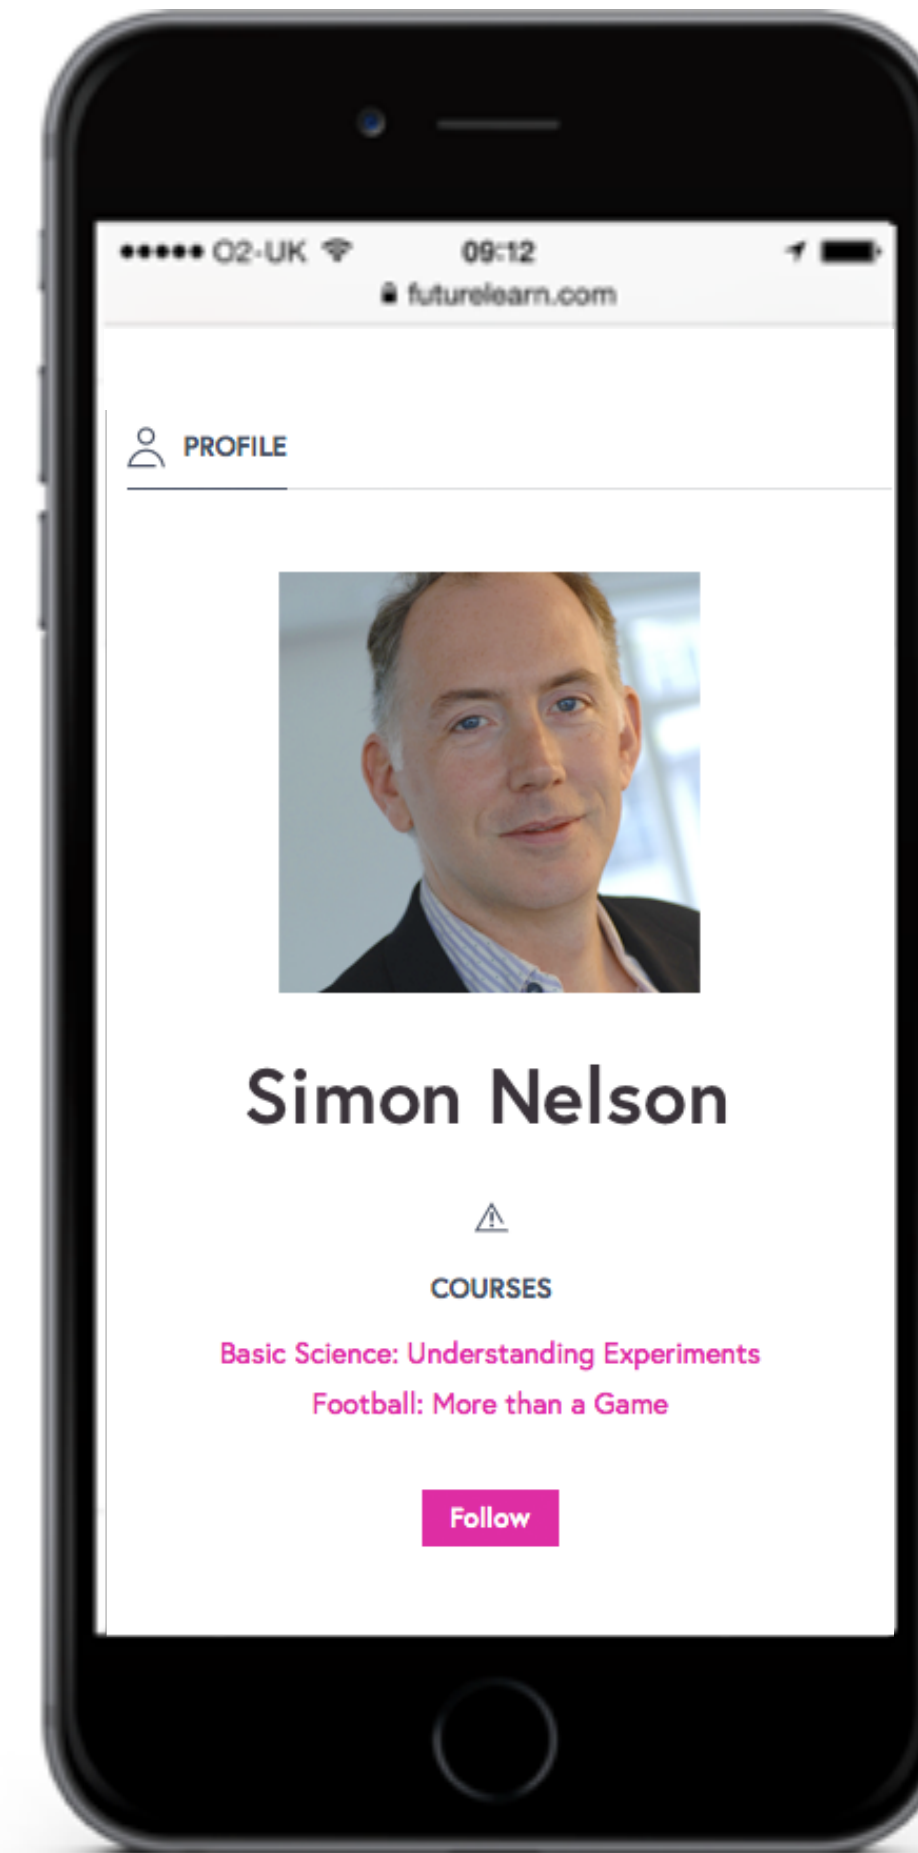 O2-UK 09:12
futurelearn.com
PROFILE
Simon Nelson
COURSES
Basic Science: Understanding Experiments
Football: More than a Game
Follow